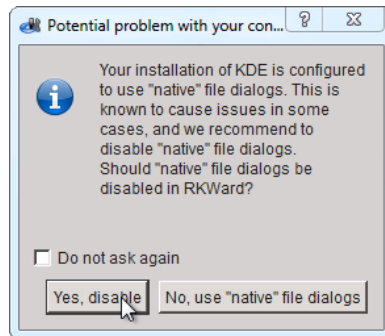 Potential problem with your con...
Your installation of KDE is configured
to use "native" file dialogs. This is
known to cause issues in some
cases, and we recommend to
disable "native" file dialogs.
Should "native" file dialogs be
disabled in RKWard?
Do not ask again
Yes, disable
No, use "native" file dialogs